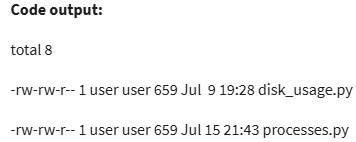 Code output:
total 8
-rw-rw-r-- 1 user user 659 Jul  9 19:28 disk_usage.py
-rw-rw-r-- 1 user user 659 Jul 15 21:43 processes.py